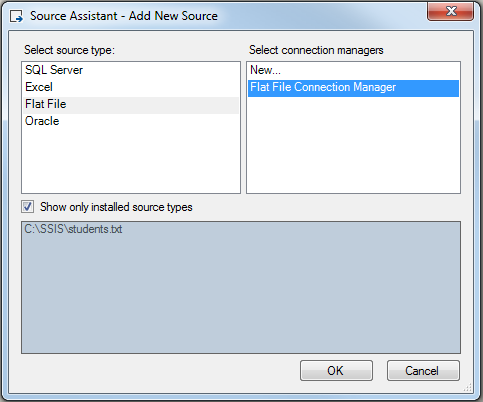 Source Assistant - Add New Source
Select source type:
Select connection managers
SQL Server
Excel
Flat File
Oracle
New...
Flat File Connection Manager
Show only installed source types
C:\SSIS\students.txt
OK
Cancel